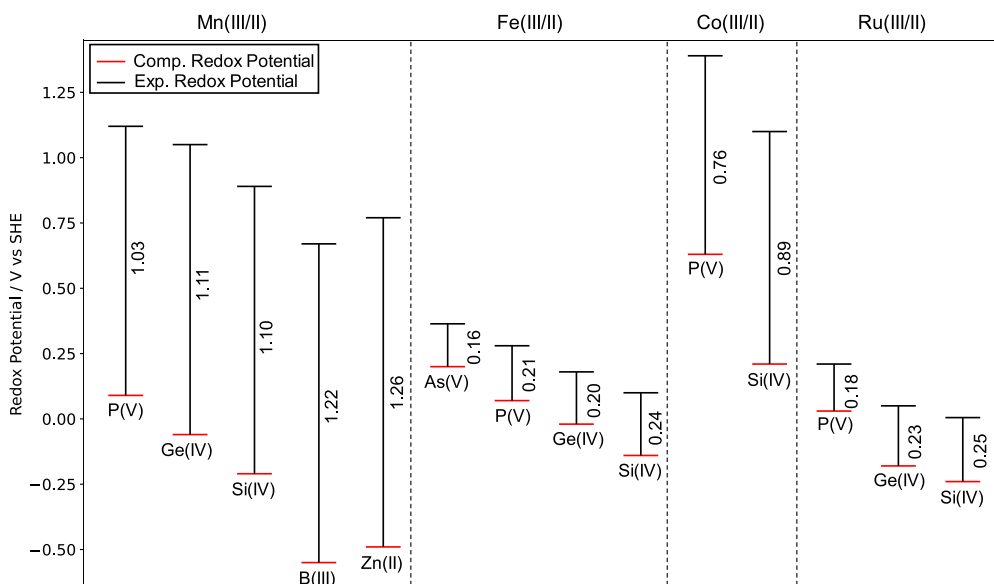 Mn(III/II) Fe(III/II) Co(III/II) Ru(III/II)
Comp. Redox Potential
Exp. Redox Potential
Redox Potential / V vs SHE
1.25
1.00
0.75
0.50
0.25
0.00
−0.25
−0.50
1.03
P(V)
1.11
Ge(IV)
1.10
Si(IV)
1.22
B(III)
1.26
Zn(II)
0.16
As(V)
0.21
P(V)
0.20
Ge(IV)
0.24
Si(IV)
0.76
P(V)
0.89
Si(IV)
0.18
P(V)
0.23
Ge(IV)
0.25
Si(IV)